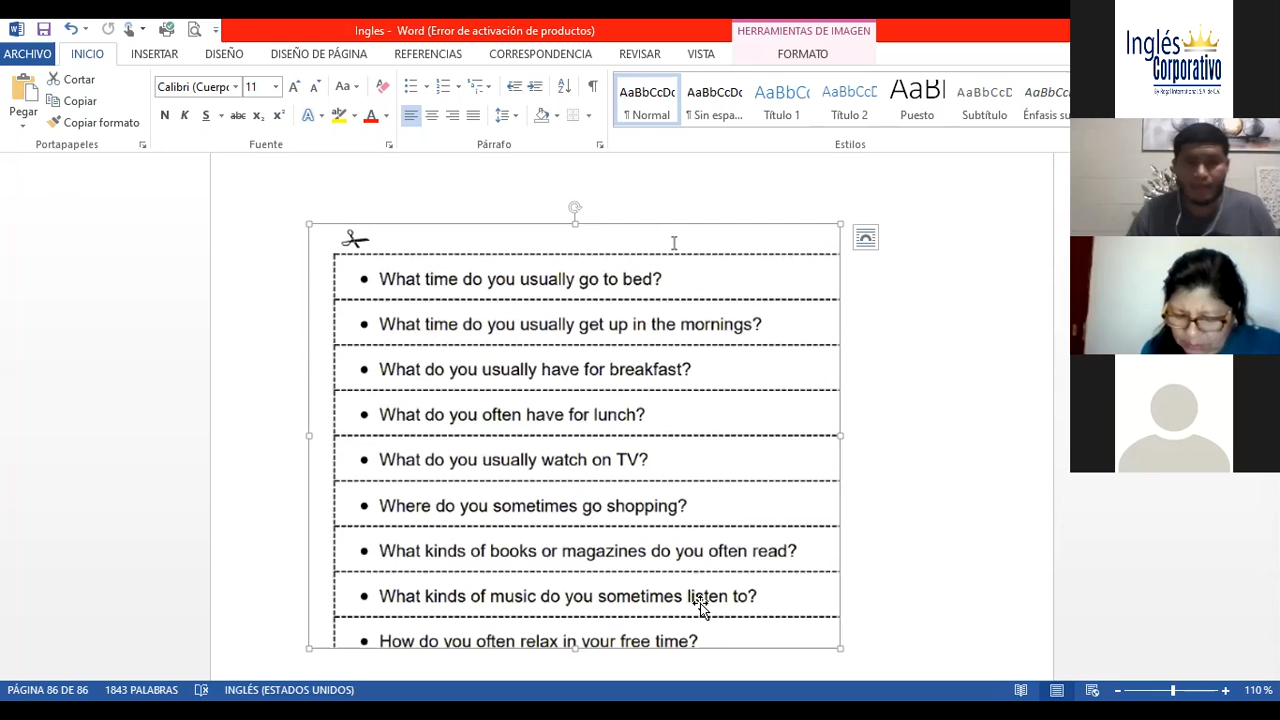 Ingles - Word (Error de activación de productos)
HERRAMIENTAS DE IMAGEN
ARCHIVO INICIO INSERTAR DISEÑO DISEÑO DE PÁGINA REFERENCIAS CORRESPONDENCIA REVISAR VISTA FORMATO
Pegar
Cortar
Copiar
Copiar formato
Portapapeles
Calibri (Cuerpo 11
N K S abc x₂ x²
Fuente
Párrafo
AaBbCcDc AaBbCcDc AaBbCc AaBbCcD AaBl AaBbCcD AaBbCcDc
¶ Normal ¶ Sin espa... Título 1 Título 2 Puesto Subtítulo Énfasis su
Estilos
Inglés
Corporativo
• What time do you usually go to bed?
• What time do you usually get up in the mornings?
• What do you usually have for breakfast?
• What do you often have for lunch?
• What do you usually watch on TV?
• Where do you sometimes go shopping?
• What kinds of books or magazines do you often read?
• What kinds of music do you sometimes listen to?
• How do you often relax in your free time?
PÁGINA 86 DE 86 1843 PALABRAS INGLÉS (ESTADOS UNIDOS) 110 %